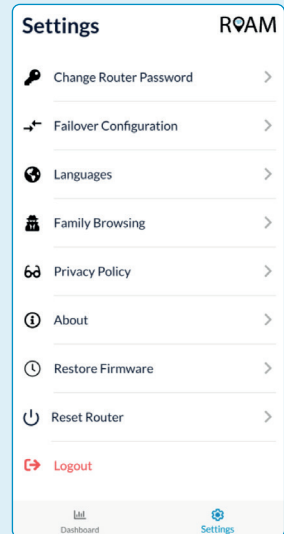 Settings
ROAM
Change Router Password
Failover Configuration
Languages
Family Browsing
Privacy Policy
About
Restore Firmware
Reset Router
Logout
Dashboard
Settings